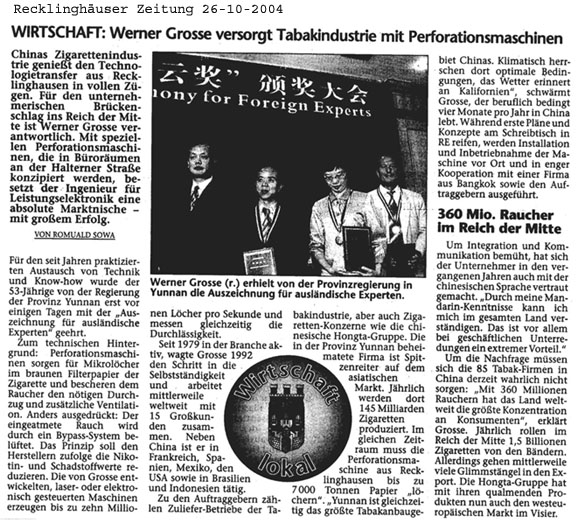 Recklinghäuser Zeitung 26-10-2004
WIRTSCHAFT: Werner Grosse versorgt Tabakindustrie mit Perforationsmaschinen
Chinas Zigarettenindus-
trie genießt den Techno-
logietransfer aus Reck-
linghausen in vollen Zü-
gen. Für den unterneh-
merischen Brücken-
schlag ins Reich der Mit-
te ist Werner Grosse ver-
antwortlich. Mit speziel-
len Perforationsmaschi-
nen, die in Büroräumen
an der Halterner Straße
konzipiert werden, be-
setzt der Ingenieur für
Leistungselektronik eine
absolute Marktnische –
mit großem Erfolg.
VON ROMUALD SOWA
Für den seit Jahren praktizier-
ten Austausch von Technik
und Know-how wurde der
53-Jährige von der Regierung
der Provinz Yunnan erst vor
einigen Tagen mit der „Aus-
zeichnung für ausländische
Experten" geehrt.
Zum technischen Hinter-
grund: Perforationsmaschi-
nen sorgen für Mikrolöcher
im braunen Filterpapier der
Zigarette und bescheren dem
Raucher den nötigen Durch-
zug und zusätzliche Ventilati-
on. Anders ausgedrückt: Der
eingeatmete Rauch wird
durch ein Bypass-System be-
lüftet. Das Prinzip soll den
Herstellern zufolge die Niko-
tin- und Schadstoffwerte re-
duzieren. Die von Grosse ent-
wickelten, laser- oder elektro-
nisch gesteuerten Maschinen
erzeugen bis zu zehn Millio-
云奖” 颁奖大会
mony for Foreign Experts
Werner Grosse (r.) erhielt von der Provinzregierung in
Yunnan die Auszeichnung für ausländische Experten.
nen Löcher pro Sekunde und
messen gleichzeitig die
Durchlässigkeit.
Seit 1979 in der Branche ak-
tiv, wagte Grosse 1992
den Schritt in die
Selbstständigkeit
und arbeitet
mittlerweile
weltweit mit
15 Großkun-
den zusam-
men. Neben
China ist er in
Frankreich, Spa-
nien, Mexiko, den
USA sowie in Brasilien
und Indonesien tätig.
Zu den Auftraggebern zäh-
len Zuliefer-Betriebe der Ta-
Wirtschaft
lokal
bakindustrie, aber auch Ziga-
retten-Konzerne wie die chi-
nesische Hongta-Gruppe. Die
in der Provinz Yunnan behei-
matete Firma ist Spit-
zenreiter auf dem
asiatischen
Markt. Jährlich
werden dort
145 Milliarden
Zigaretten
produziert. Im
gleichen Zeit-
raum muss die
Perforationsma-
schine aus Reck-
linghausen bis zu
7000 Tonnen Papier „lö-
chern". „Yunnan ist gleichzei-
tig das größte Tabakanbauge-
biet Chinas. Klimatisch herr-
schen dort optimale Bedin-
gungen, das Wetter erinnert
an Kalifornien", schwärmt
Grosse, der beruflich bedingt
vier Monate pro Jahr in China
lebt. Während erste Pläne und
Konzepte am Schreibtisch in
RE reifen, werden Installation
und Inbetriebnahme der Ma-
schine vor Ort und in enger
Kooperation mit einer Firma
aus Bangkok sowie den Auf-
traggebern ausgeführt.
360 Mio. Raucher
im Reich der Mitte
Um Integration und Kom-
munikation bemüht, hat sich
der Unternehmer in den ver-
gangenen Jahren auch mit der
chinesischen Sprache vertraut
gemacht. „Durch meine Man-
darin-Kenntnisse kann ich
mich im gesamten Land ver-
ständigen. Das ist vor allem
bei geschäftlichen Unterre-
dungen ein extremer Vorteil."
Um die Nachfrage müssen
sich die 85 Tabak-Firmen in
China derzeit wahrlich nicht
sorgen: „Mit 360 Millionen
Rauchern hat das Land welt-
weit die größte Konzentration
an Konsumenten", erklärt
Grosse. Jährlich rollen im
Reich der Mitte 1,5 Billionen
Zigaretten von den Bändern.
Allerdings gehen mittlerweile
viele Glimmstängel in den Ex-
port. Die Hongta-Gruppe hat
mit ihren qualmenden Pro-
dukten nun auch den westeu-
ropäischen Markt im Visier.